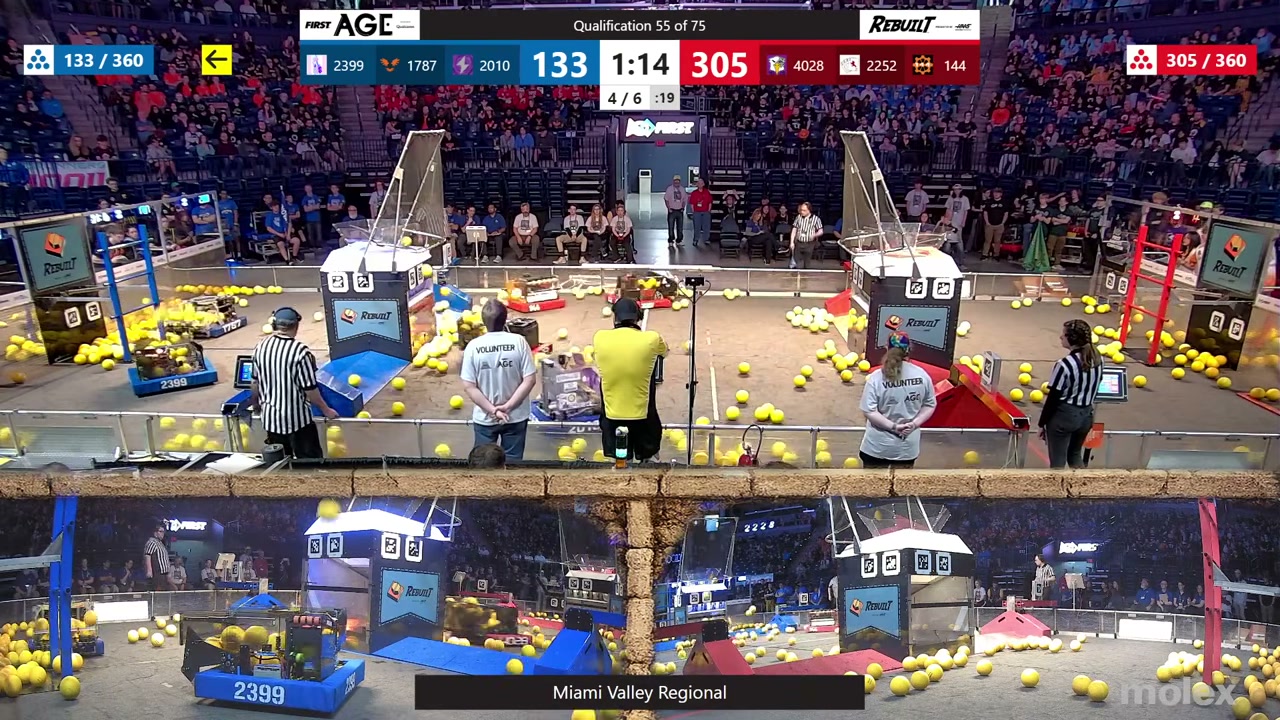 FIRST AGE
Qualification 55 of 75
REBUILT
133 / 360
2399
1787
2010
133
1:14
305
4028
2252
144
305 / 360
4 / 6
:19
FIRST
REBUILT
REBUILT
REBUILT
REBUILT
VOLUNTEER
AGE
VOLUNTEER
AGE
1787
2399
2010
FIRST
2228
REBUILT
REBUILT
2399
Miami Valley Regional
molex